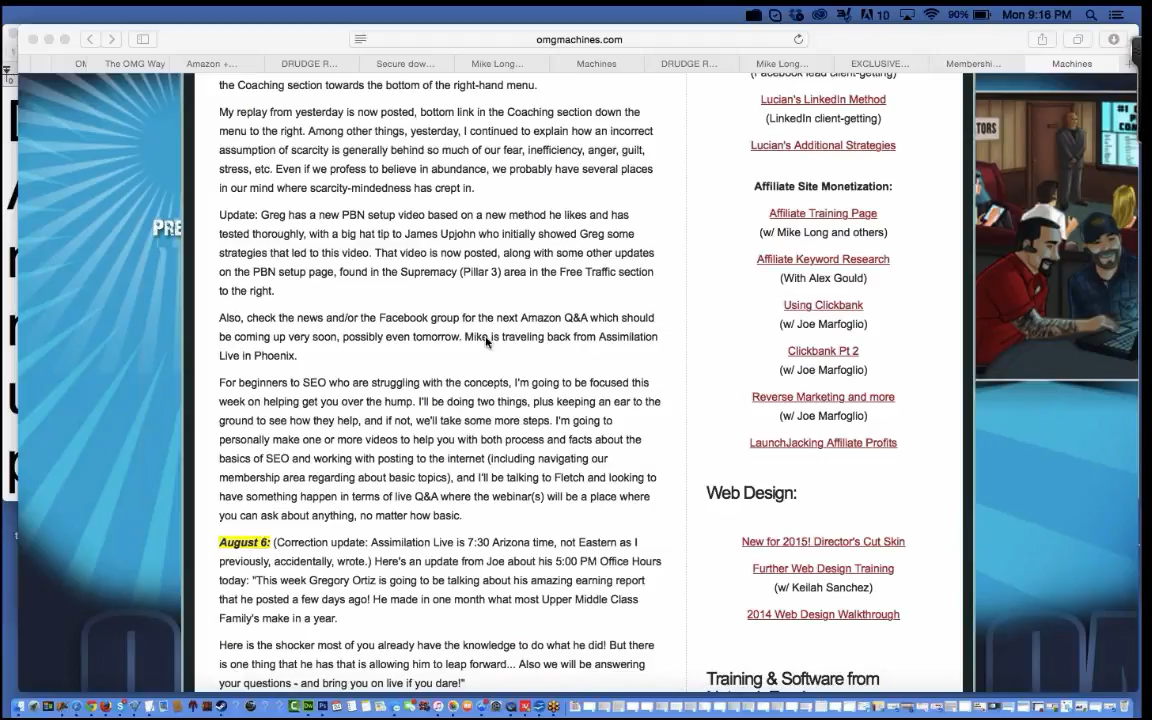 10
90%
Mon 9:16 PM
omgmachines.com
The OMG Way
Amazon +...
DRUDGE R...
Secure dow...
Mike Long...
Machines
DRUDGE R...
Mike Long...
EXCLUSIVE...
Membershi...
Machines
the Coaching section towards the bottom of the right-hand menu.
My replay from yesterday is now posted, bottom link in the Coaching section down the
menu to the right. Among other things, yesterday, I continued to explain how an incorrect
assumption of scarcity is generally behind so much of our fear, inefficiency, anger, guilt,
stress, etc. Even if we profess to believe in abundance, we probably have several places
in our mind where scarcity-mindedness has crept in.
Update: Greg has a new PBN setup video based on a new method he likes and has
tested thoroughly, with a big hat tip to James Upjohn who initially showed Greg some
strategies that led to this video. That video is now posted, along with some other updates
on the PBN setup page, found in the Supremacy (Pillar 3) area in the Free Traffic section
to the right.
Also, check the news and/or the Facebook group for the next Amazon Q&A which should
be coming up very soon, possibly even tomorrow. Mike is traveling back from Assimilation
Live in Phoenix.
For beginners to SEO who are struggling with the concepts, I'm going to be focused this
week on helping get you over the hump. I'll be doing two things, plus keeping an ear to the
ground to see how they help, and if not, we'll take some more steps. I'm going to
personally make one or more videos to help you with both process and facts about the
basics of SEO and working with posting to the internet (including navigating our
membership area regarding about basic topics), and I'll be talking to Fletch and looking to
have something happen in terms of live Q&A where the webinar(s) will be a place where
you can ask about anything, no matter how basic.
August 6: (Correction update: Assimilation Live is 7:30 Arizona time, not Eastern as I
previously, accidentally, wrote.) Here's an update from Joe about his 5:00 PM Office Hours
today: "This week Gregory Ortiz is going to be talking about his amazing earning report
that he posted a few days ago! He made in one month what most Upper Middle Class
Family's make in a year.
Here is the shocker most of you already have the knowledge to do what he did! But there
is one thing that he has that is allowing him to leap forward... Also we will be answering
your questions - and bring you on live if you dare!"
(Facebook lead client-getting)
Lucian's LinkedIn Method
(LinkedIn client-getting)
Lucian's Additional Strategies
Affiliate Site Monetization:
Affiliate Training Page
(w/ Mike Long and others)
Affiliate Keyword Research
(With Alex Gould)
Using Clickbank
(w/ Joe Marfoglio)
Clickbank Pt 2
(w/ Joe Marfoglio)
Reverse Marketing and more
(w/ Joe Marfoglio)
LaunchJacking Affiliate Profits
Web Design:
New for 2015! Director's Cut Skin
Further Web Design Training
(w/ Keilah Sanchez)
2014 Web Design Walkthrough
Training & Software from
PRE
TORS
#1